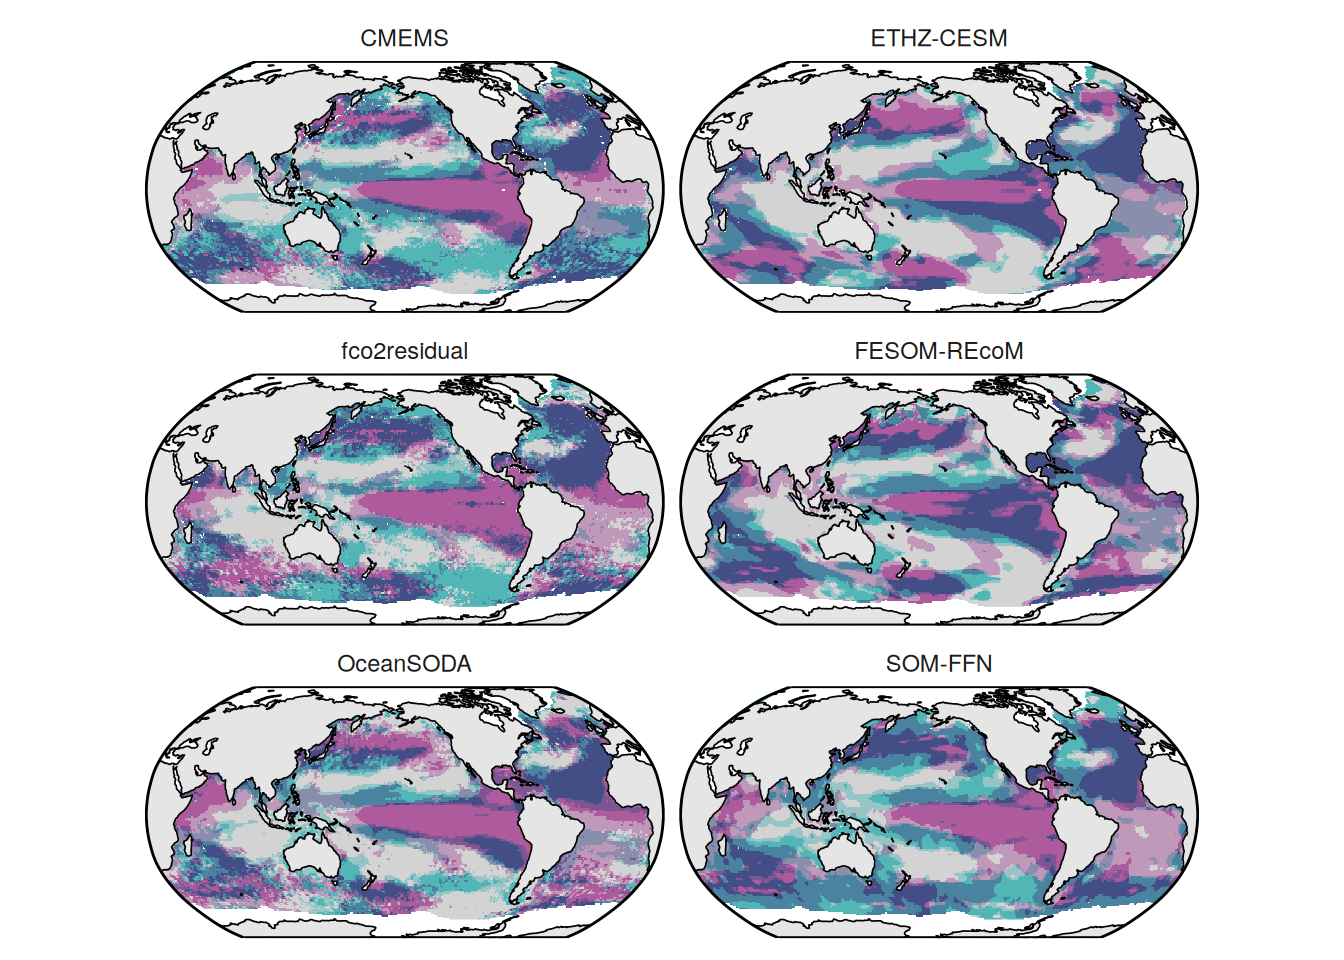 CMEMS
ETHZ-CESM
fco2residual
FESOM-REcoM
OceanSODA
SOM-FFN